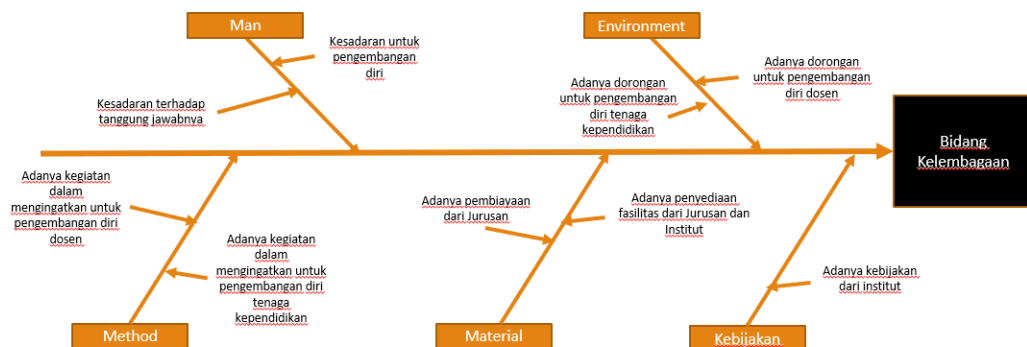 Man
Environment
Kesadaran untuk
pengembangan
diri
Kesadaran terhadap
tanggung jawabnya
Adanya dorongan
untuk pengembangan
diri tenaga
kependidikan
Adanya dorongan
untuk pengembangan
diri dosen
Bidang
Kelembagaan
Adanya kegiatan
dalam
mengingatkan untuk
pengembangan diri
dosen
Adanya kegiatan
dalam
mengingatkan untuk
pengembangan diri
tenaga
kependidikan
Adanya pembiayaan
dari Jurusan
Adanya penyediaan
fasilitas dari Jurusan dan
Institut
Adanya kebijakan
dari institut
Method
Material
Kebijakan